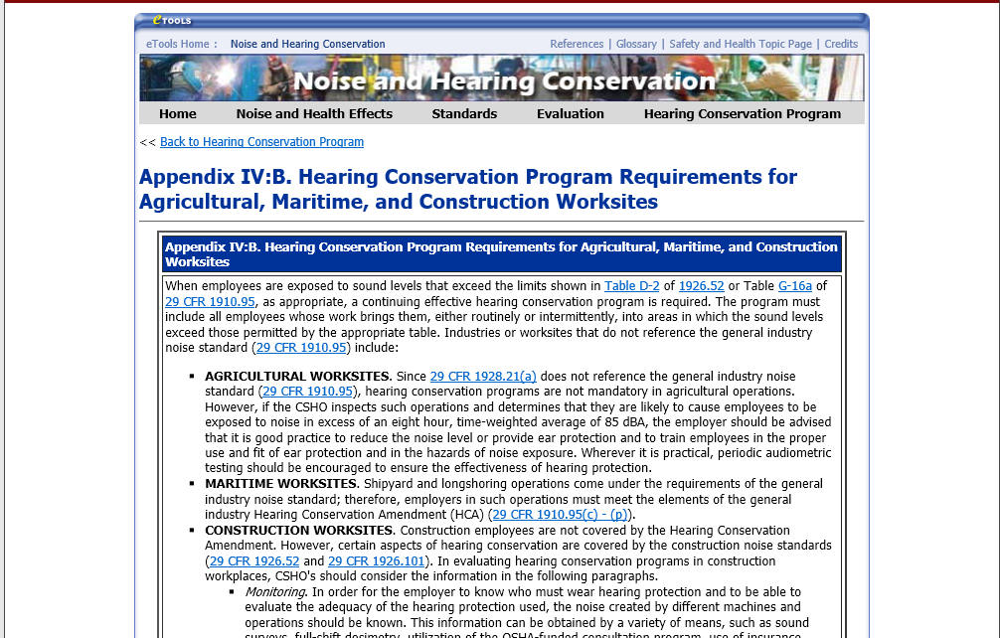 eTOOLS
eTools Home : Noise and Hearing Conservation References | Glossary | Safety and Health Topic Page | Credits
Noise and Hearing Conservation
Home Noise and Health Effects Standards Evaluation Hearing Conservation Program
<< Back to Hearing Conservation Program
Appendix IV:B. Hearing Conservation Program Requirements for
Agricultural, Maritime, and Construction Worksites
Appendix IV:B. Hearing Conservation Program Requirements for Agricultural, Maritime, and Construction
Worksites
When employees are exposed to sound levels that exceed the limits shown in Table D-2 of 1926.52 or Table G-16a of
29 CFR 1910.95, as appropriate, a continuing effective hearing conservation program is required. The program must
include all employees whose work brings them, either routinely or intermittently, into areas in which the sound levels
exceed those permitted by the appropriate table. Industries or worksites that do not reference the general industry
noise standard (29 CFR 1910.95) include:
▪ AGRICULTURAL WORKSITES. Since 29 CFR 1928.21(a) does not reference the general industry noise
standard (29 CFR 1910.95), hearing conservation programs are not mandatory in agricultural operations.
However, if the CSHO inspects such operations and determines that they are likely to cause employees to be
exposed to noise in excess of an eight hour, time-weighted average of 85 dBA, the employer should be advised
that it is good practice to reduce the noise level or provide ear protection and to train employees in the proper
use and fit of ear protection and in the hazards of noise exposure. Wherever it is practical, periodic audiometric
testing should be encouraged to ensure the effectiveness of hearing protection.
▪ MARITIME WORKSITES. Shipyard and longshoring operations come under the requirements of the general
industry noise standard; therefore, employers in such operations must meet the elements of the general
industry Hearing Conservation Amendment (HCA) (29 CFR 1910.95(c) - (p)).
▪ CONSTRUCTION WORKSITES. Construction employees are not covered by the Hearing Conservation
Amendment. However, certain aspects of hearing conservation are covered by the construction noise standards
(29 CFR 1926.52 and 29 CFR 1926.101). In evaluating hearing conservation programs in construction
workplaces, CSHO's should consider the information in the following paragraphs.
▪ Monitoring. In order for the employer to know who must wear hearing protection and to be able to
evaluate the adequacy of the hearing protection used, the noise created by different machines and
operations should be known. This information can be obtained by a variety of means, such as sound
surveys, full-shift dosimetry, utilization of the OSHA-funded consultation program, use of insurance